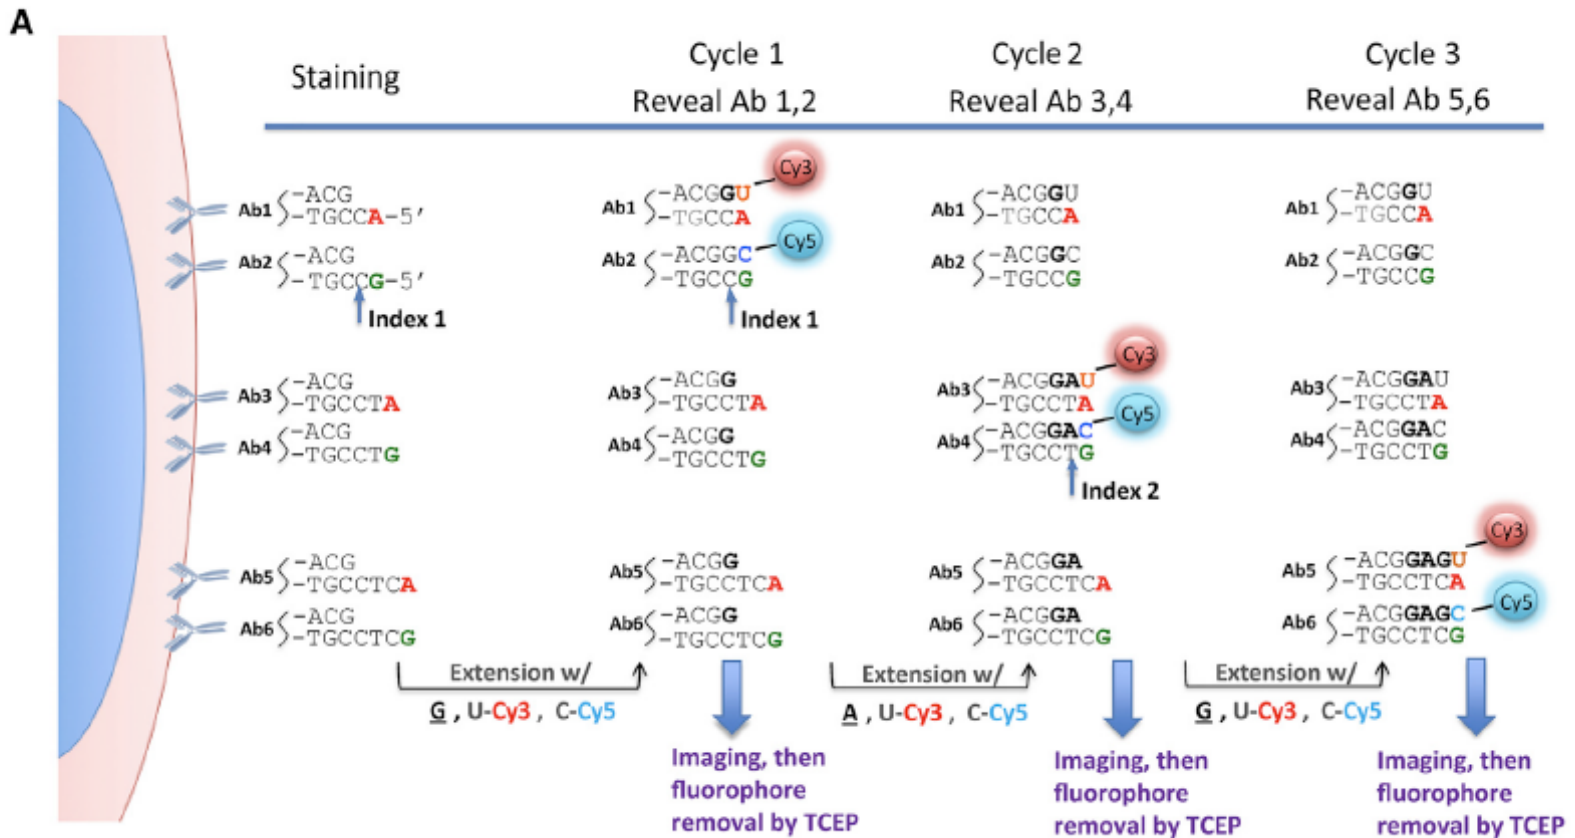 A
Staining
Cycle 1
Reveal Ab 1,2
Cycle 2
Reveal Ab 3,4
Cycle 3
Reveal Ab 5,6
Ab1
-ACG
-TGCCA-5'
Ab2
-ACG
-TGCCG-5'
Index 1
Ab1
-ACGGU
-TGCCA
Cy3
Ab2
-ACGGC
-TGCCG
Cy5
Index 1
Ab1
-ACGGU
-TGCCA
Ab2
-ACGGC
-TGCCG
Ab1
-ACGGU
-TGCCA
Ab2
-ACGGC
-TGCCG
Ab3
-ACG
-TGCCTA
Ab4
-ACG
-TGCCTG
Ab3
-ACGG
-TGCCTA
Ab4
-ACGG
-TGCCTG
Ab3
-ACGGAU
-TGCCTA
Cy3
Ab4
-ACGGAC
-TGCCTG
Cy5
Index 2
Ab3
-ACGGAU
-TGCCTA
Ab4
-ACGGAC
-TGCCTG
Ab5
-ACG
-TGCCTCA
Ab6
-ACG
-TGCCTCG
Ab5
-ACGG
-TGCCTCA
Ab6
-ACGG
-TGCCTCG
Ab5
-ACGGA
-TGCCTCA
Ab6
-ACGGA
-TGCCTCG
Ab5
-ACGGAGU
-TGCCTCA
Cy3
Ab6
-ACGGAGC
-TGCCTCG
Cy5
Extension w/
G , U-Cy3 , C-Cy5
Extension w/
A , U-Cy3 , C-Cy5
Extension w/
G , U-Cy3 , C-Cy5
Imaging, then
fluorophore
removal by TCEP
Imaging, then
fluorophore
removal by TCEP
Imaging, then
fluorophore
removal by TCEP